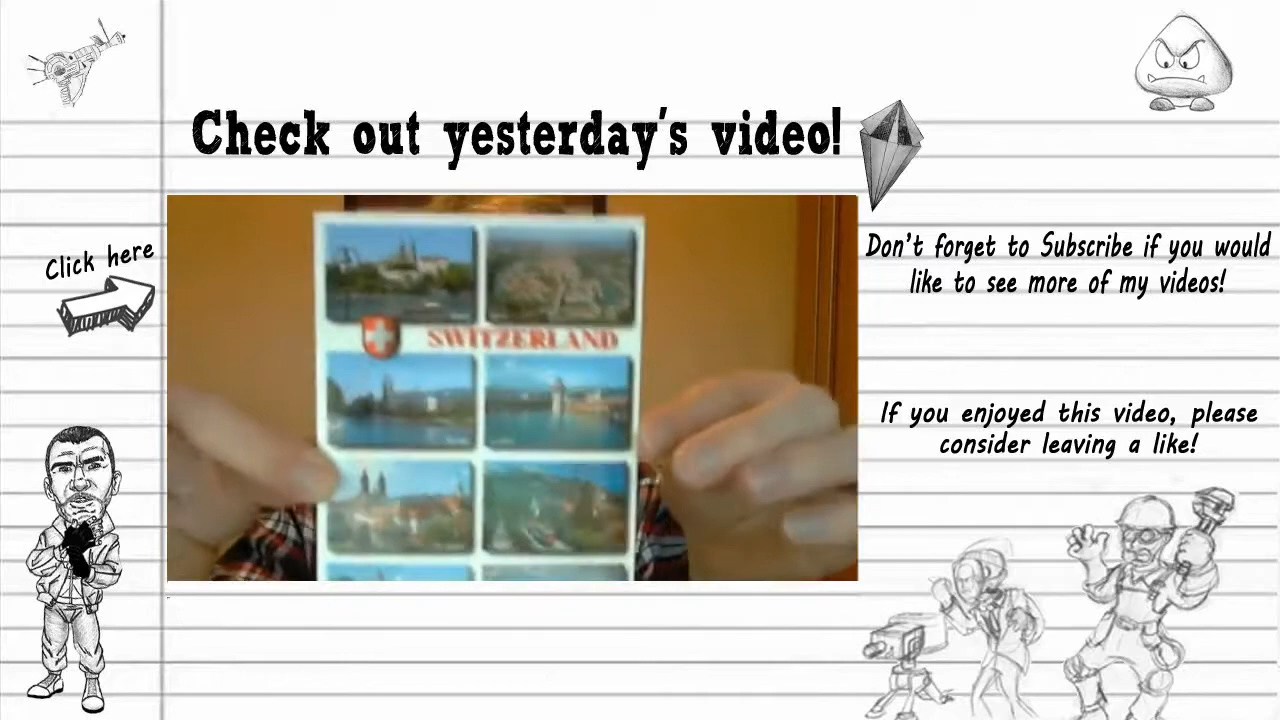 Check out yesterday's video!
Click here
SWITZERLAND
Don't forget to Subscribe if you would
like to see more of my videos!
If you enjoyed this video, please
consider leaving a like!